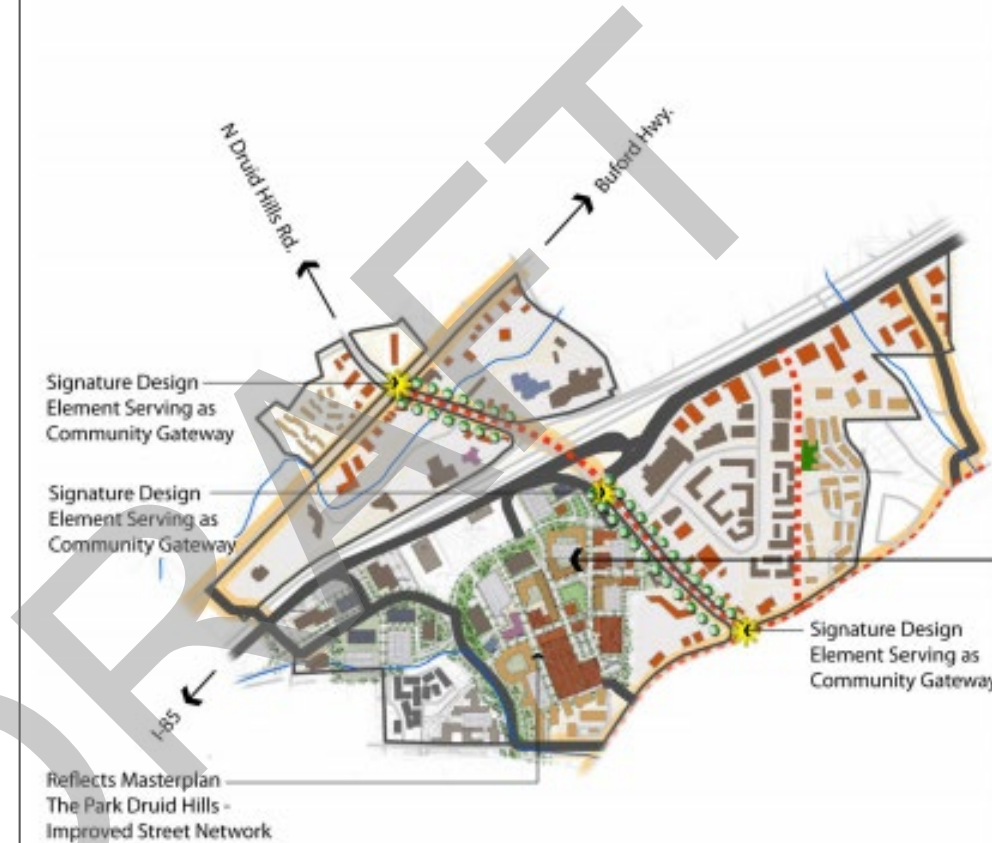 N Druid Hills Rd.
Buford Hwy.
Signature Design
Element Serving as
Community Gateway
Signature Design
Element Serving as
Community Gateway
Signature Design
Element Serving as
Community Gateway
I-85
Reflects Masterplan
The Park Druid Hills -
Improved Street Network
DRAFT